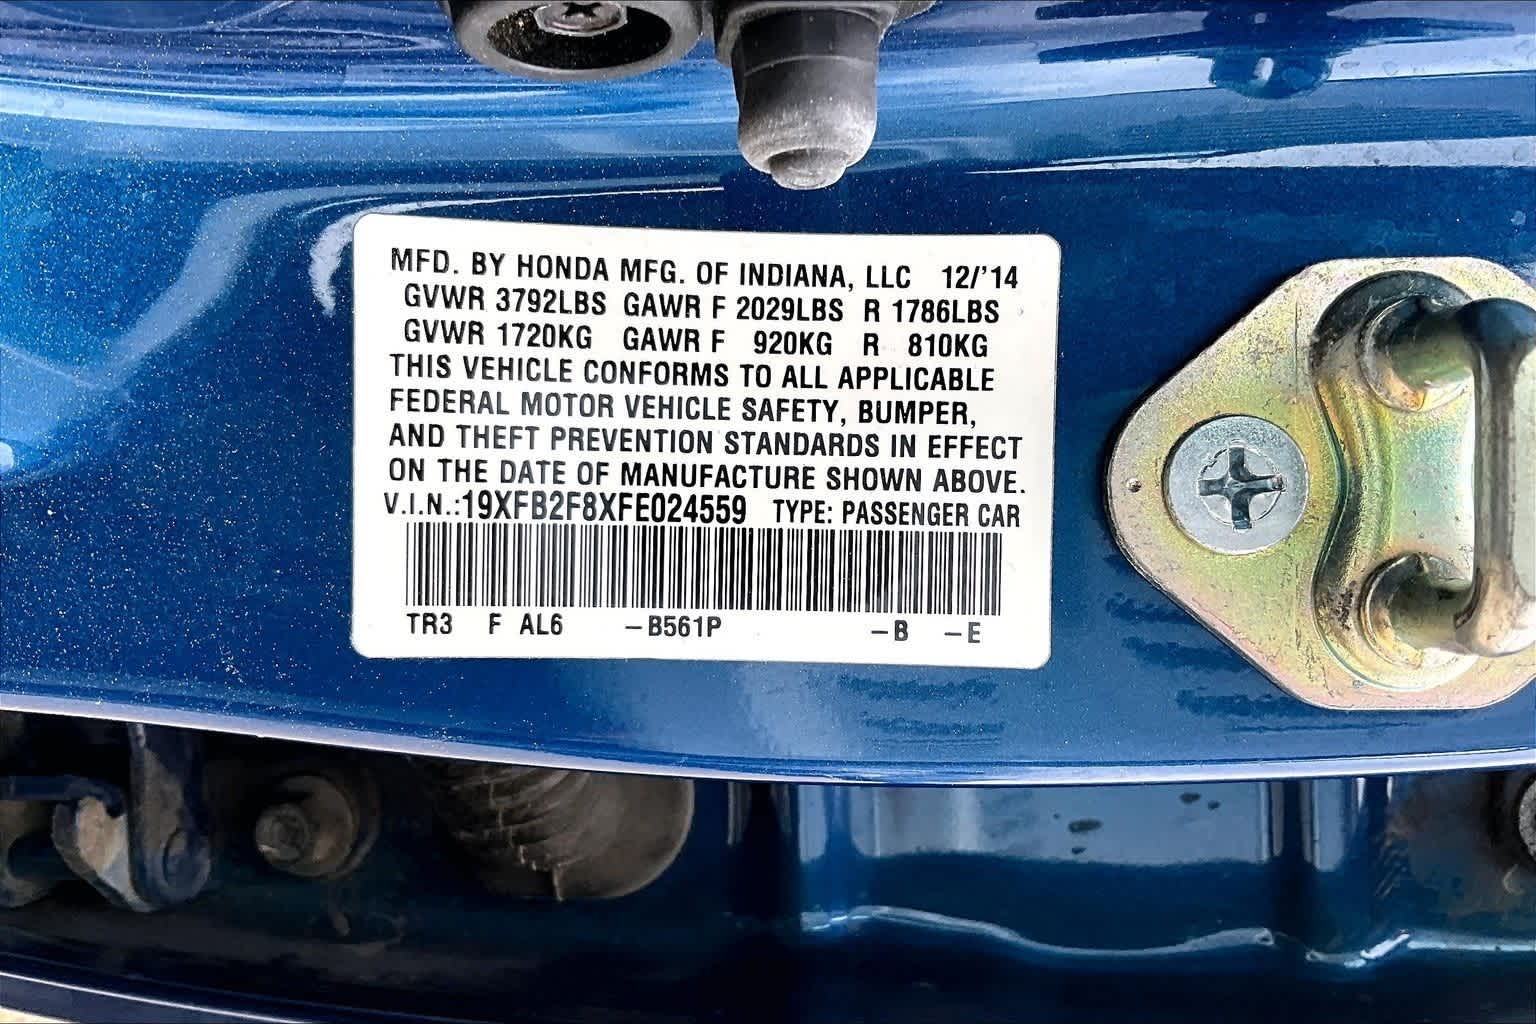 MFD. BY HONDA MFG. OF INDIANA, LLC 12/'14
GVWR 3792LBS GAWR F 2029LBS R 1786LBS
GVWR 1720KG GAWR F 920KG R 810KG
THIS VEHICLE CONFORMS TO ALL APPLICABLE
FEDERAL MOTOR VEHICLE SAFETY, BUMPER,
AND THEFT PREVENTION STANDARDS IN EFFECT
ON THE DATE OF MANUFACTURE SHOWN ABOVE.
V.I.N.:19XFB2F8XFE024559 TYPE: PASSENGER CAR
TR3 F AL6 –B561P –B –E